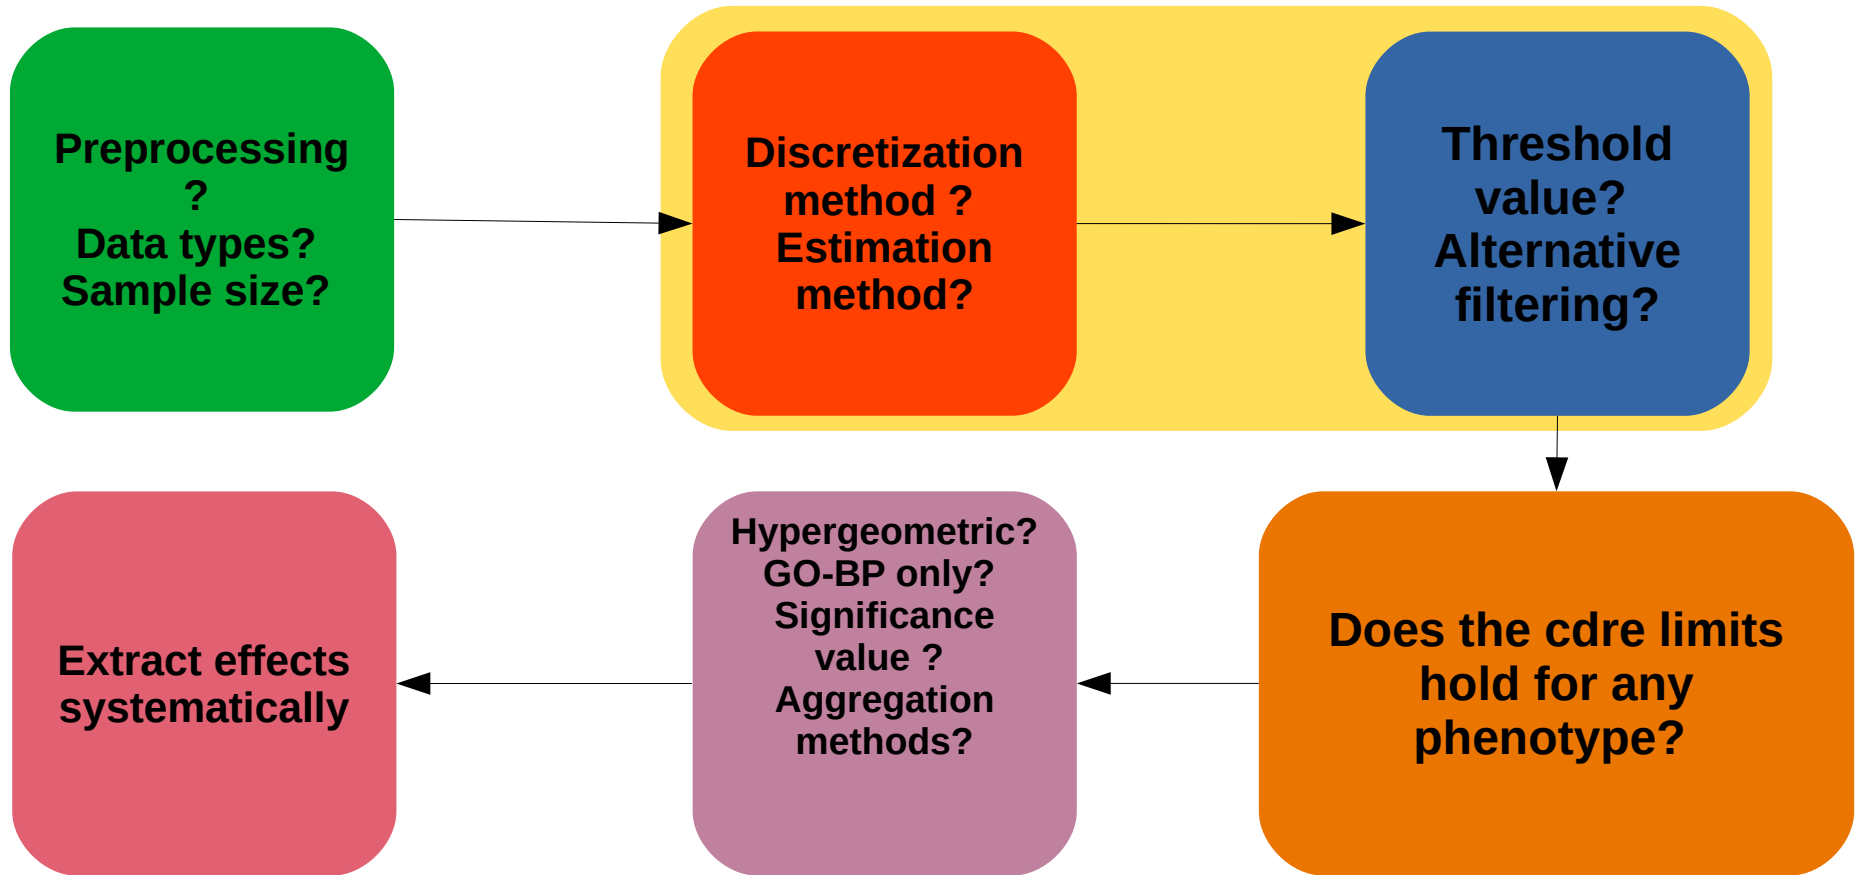 Preprocessing
?
Data types?
Sample size?
Discretization
method ?
Estimation
method?
Threshold
value?
Alternative
filtering?
Does the cdre limits
hold for any
phenotype?
Hypergeometric?
GO-BP only?
Significance
value ?
Aggregation
methods?
Extract effects
systematically